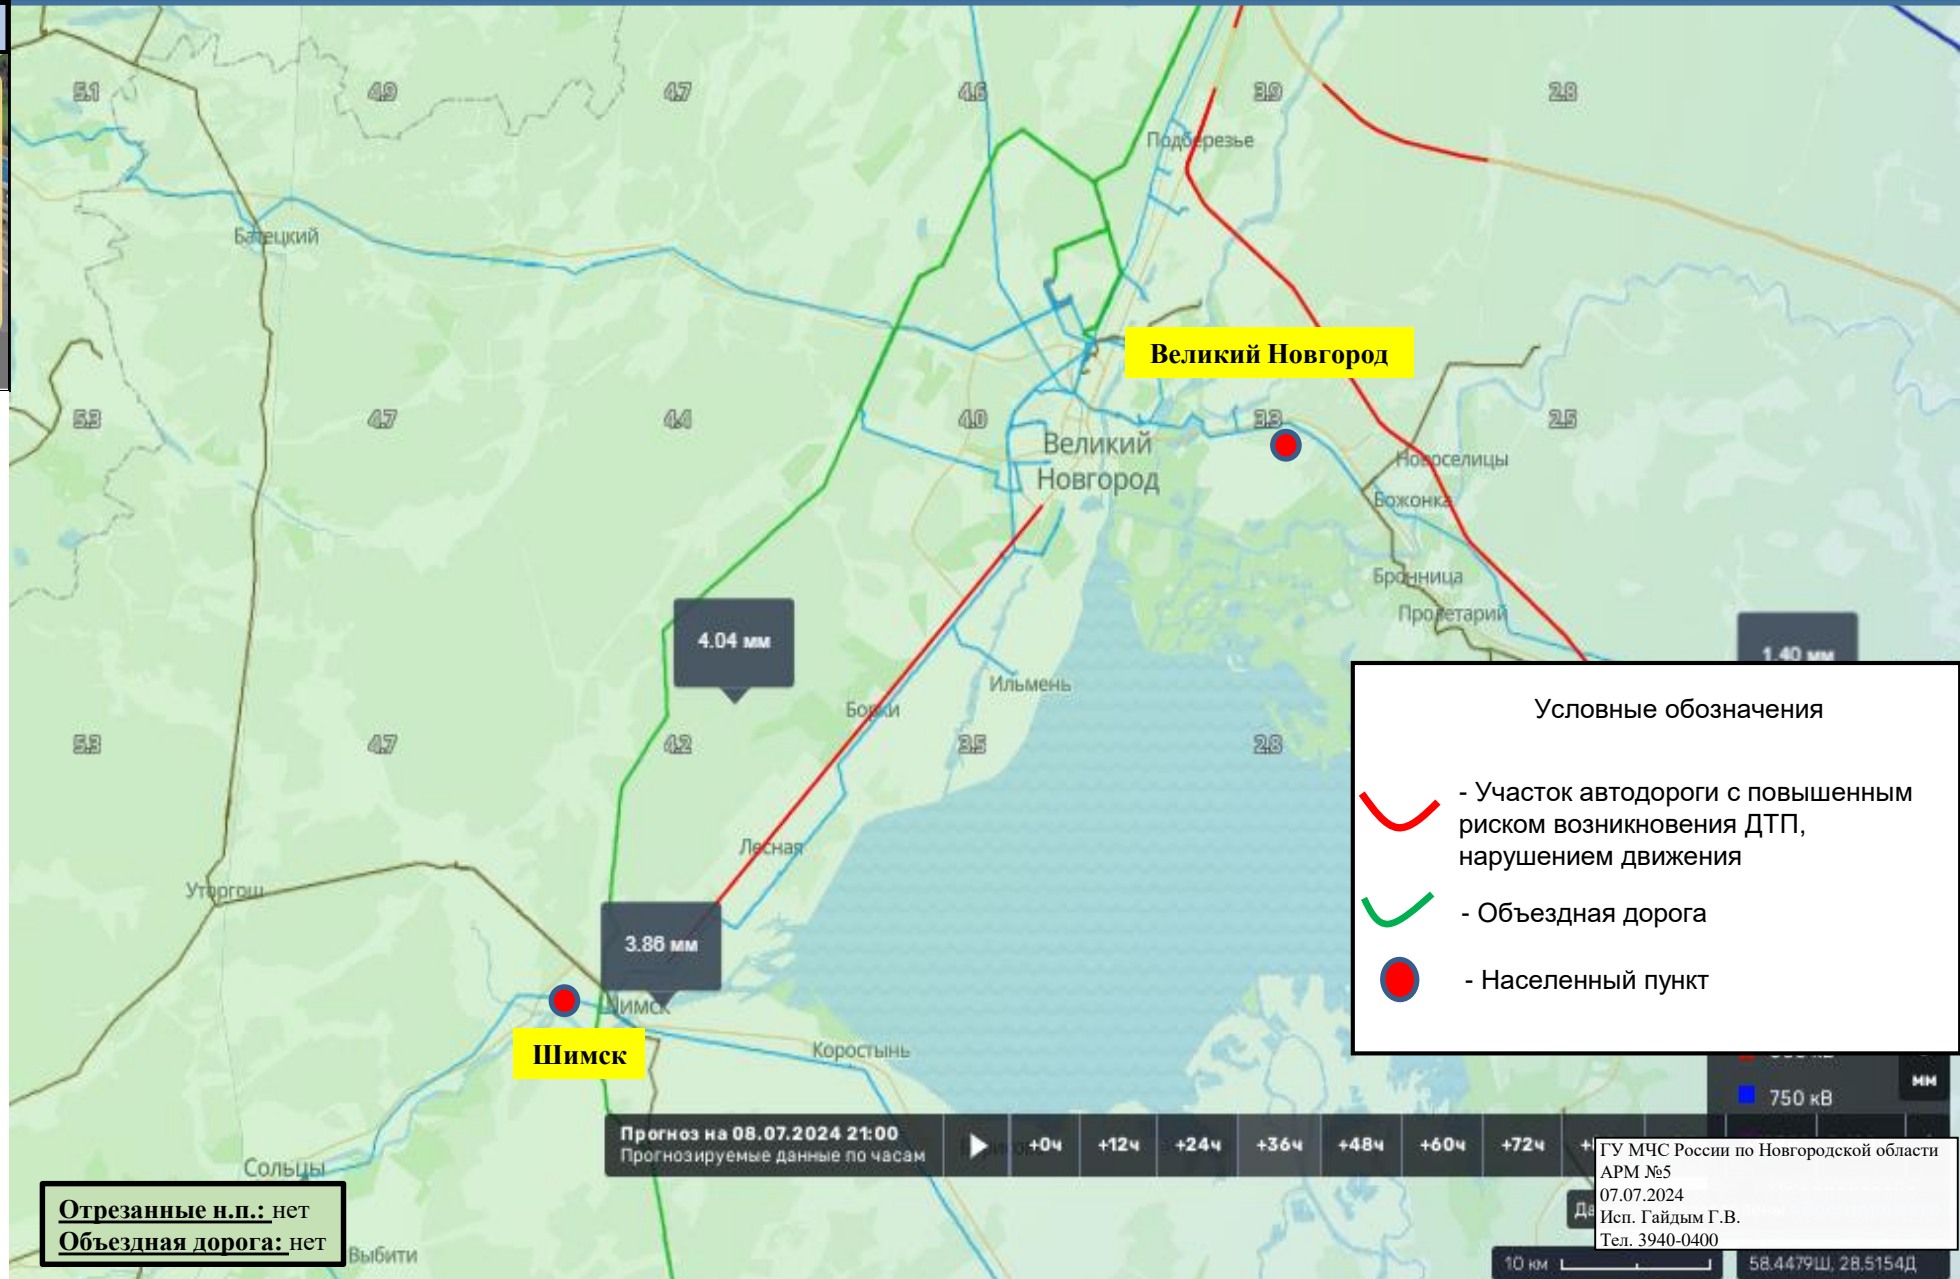 5.1
4.9
4.7
4.6
3.9
2.8
Подберезье
Батецкий
Великий Новгород
5.3
4.7
4.4
4.0
3.3
2.5
Великий
Новгород
Новоселицы
Божонка
Бронница
Пролетарий
4.04 мм
1.40 мм
Ильмень
Борки
5.3
4.7
4.2
3.5
2.8
Условные обозначения
- Участок автодороги с повышенным
риском возникновения ДТП,
нарушением движения
- Объездная дорога
- Населенный пункт
Лесная
Уторгош
3.86 мм
Шимск
Шимск
Коростынь
750 кВ
мм
Прогноз на 08.07.2024 21:00
Прогнозируемые данные по часам
+0ч
+12ч
+24ч
+36ч
+48ч
+60ч
+72ч
ГУ МЧС России по Новгородской области
АРМ №5
07.07.2024
Исп. Гайдым Г.В.
Тел. 3940-0400
Сольцы
Отрезанные н.п.: нет
Объездная дорога: нет
Выбити
10 км
58.4479Ш, 28.5154Д